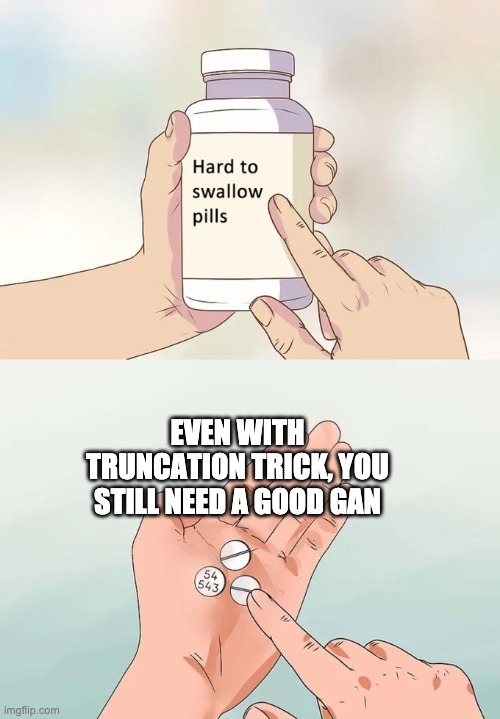 Hard to
swallow
pills
EVEN WITH
TRUNCATION TRICK, YOU
STILL NEED A GOOD GAN
54
543
imgflip.com